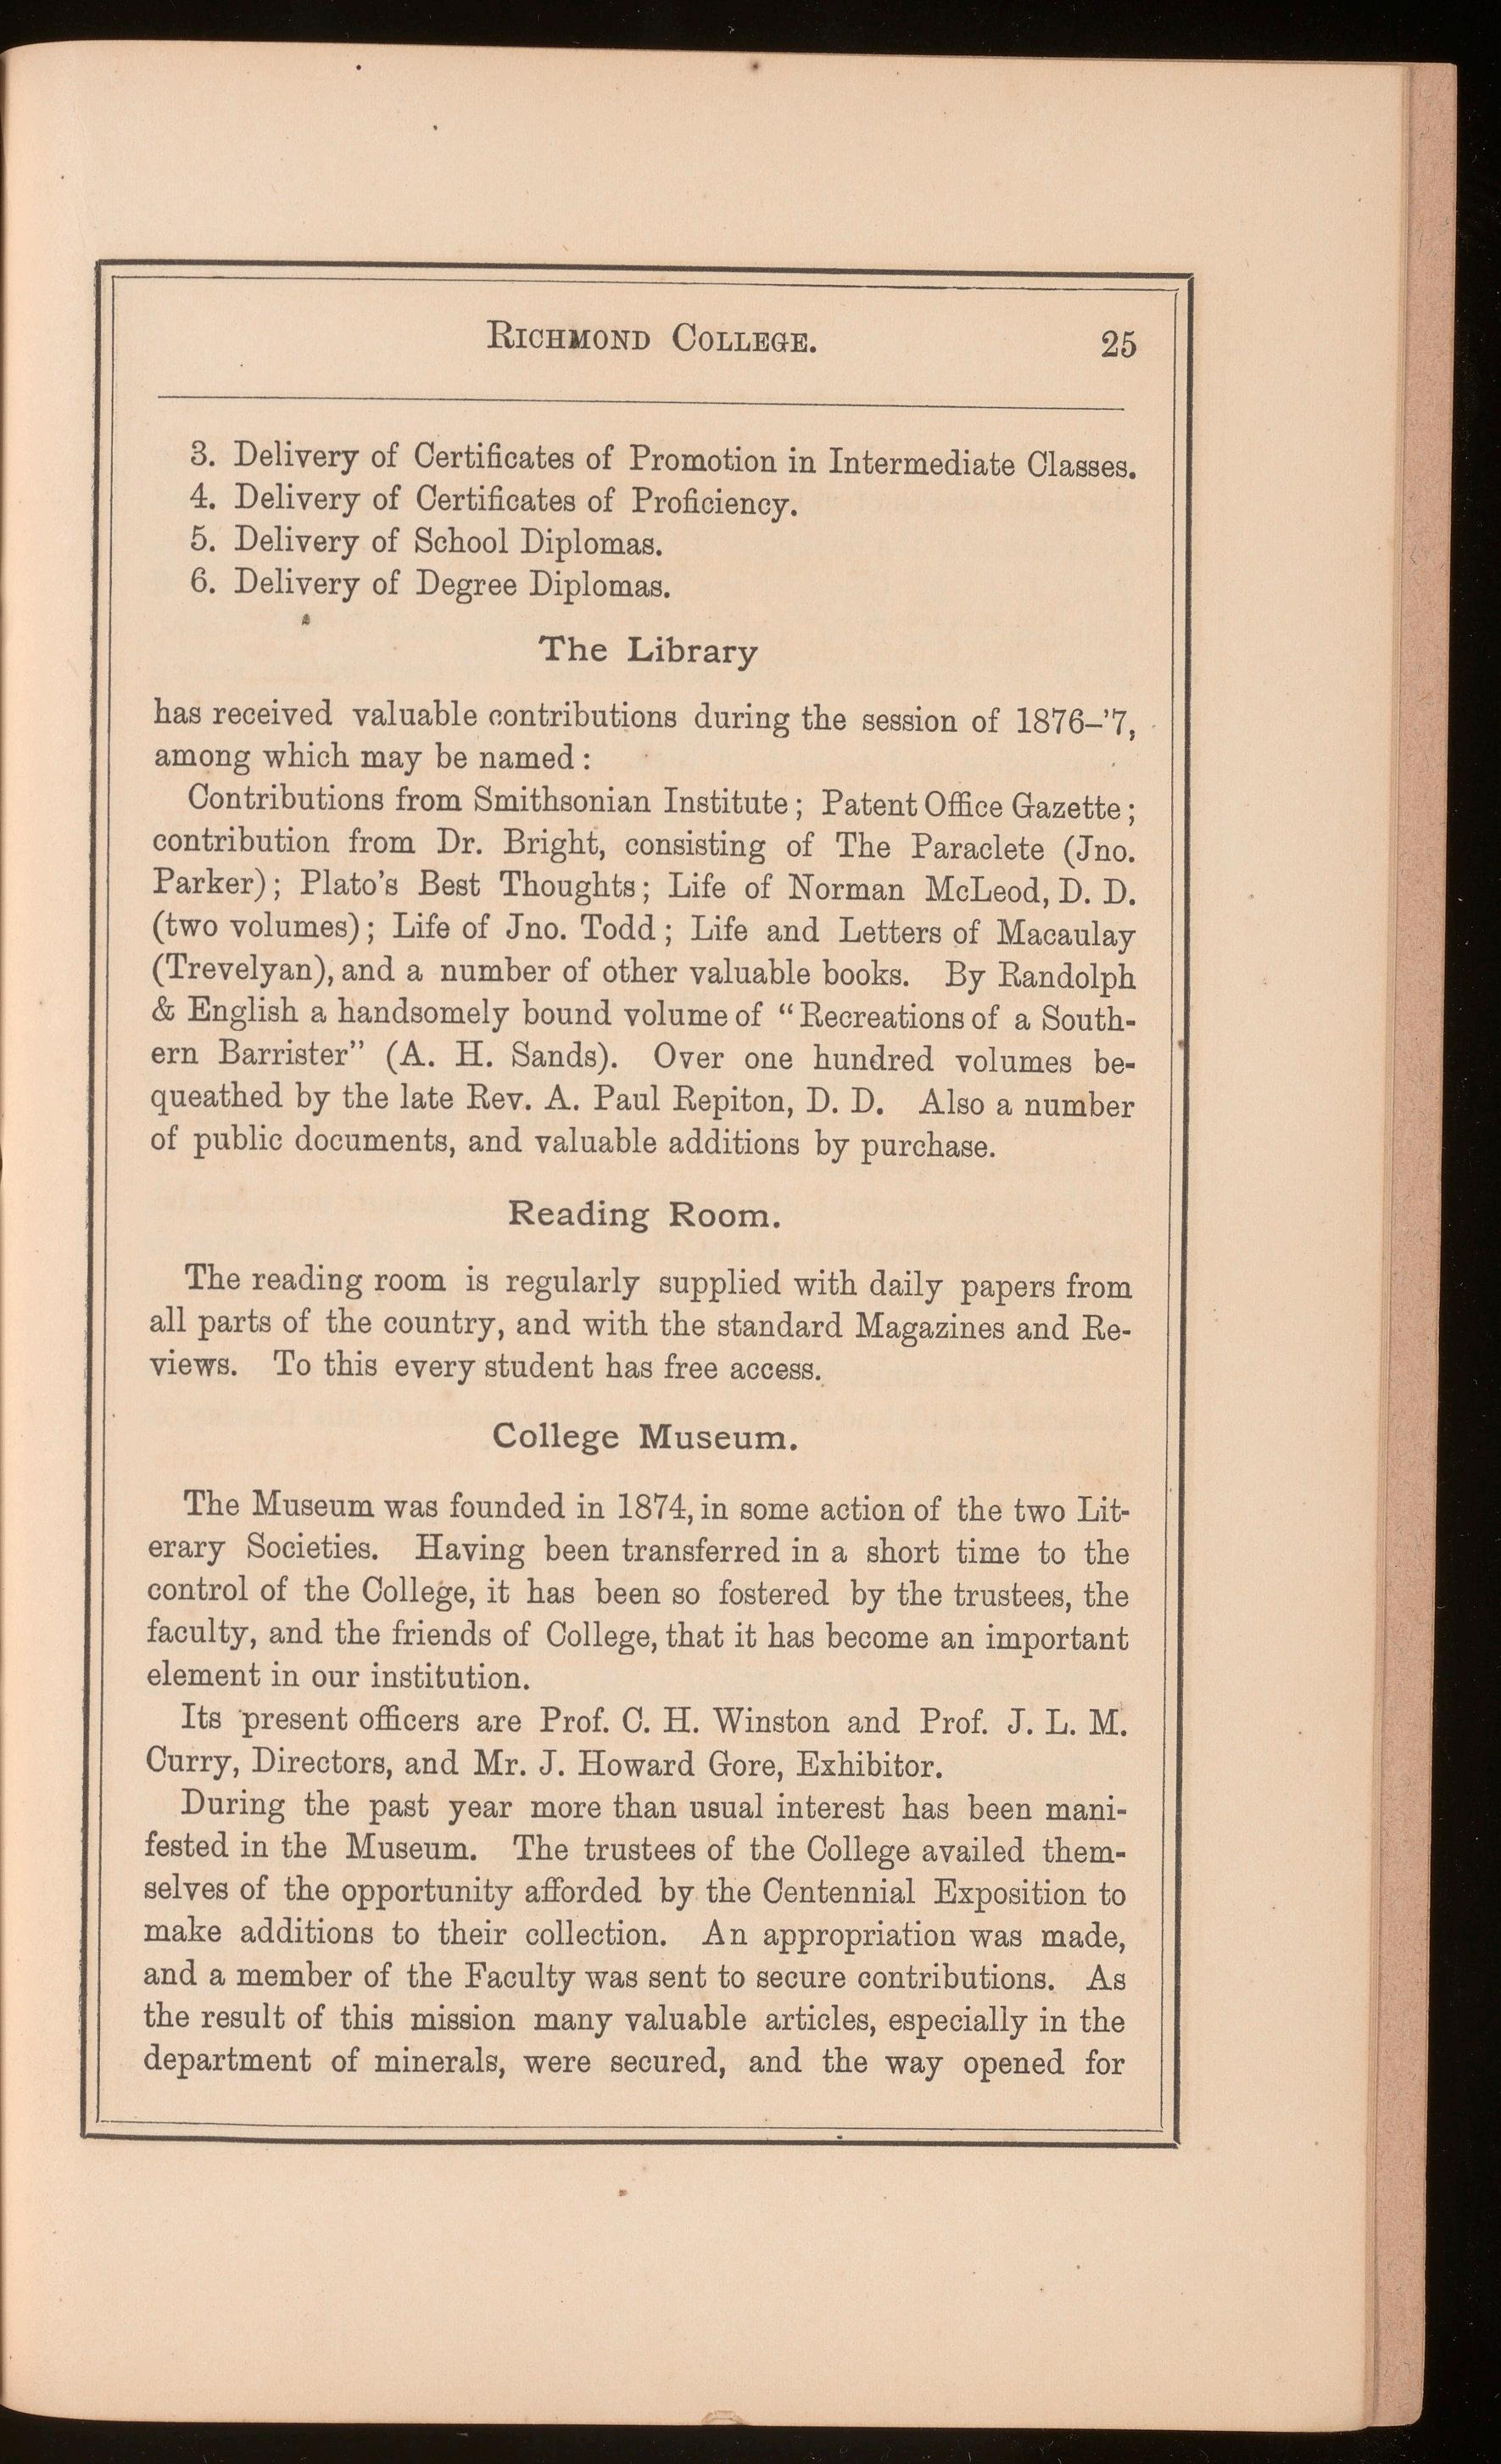 RICHMOND COLLEGE. 25
3. Delivery of Certificates of Promotion in Intermediate Classes.
4. Delivery of Certificates of Proficiency.
5. Delivery of School Diplomas.
6. Delivery of Degree Diplomas.
The Library
has received valuable contributions during the session of 1876–'7,
among which may be named:
Contributions from Smithsonian Institute; Patent Office Gazette;
contribution from Dr. Bright, consisting of The Paraclete (Jno.
Parker); Plato's Best Thoughts; Life of Norman McLeod, D. D.
(two volumes); Life of Jno. Todd; Life and Letters of Macaulay
(Trevelyan), and a number of other valuable books. By Randolph
& English a handsomely bound volume of "Recreations of a South-
ern Barrister" (A. H. Sands). Over one hundred volumes be-
queathed by the late Rev. A. Paul Repiton, D. D. Also a number
of public documents, and valuable additions by purchase.
Reading Room.
The reading room is regularly supplied with daily papers from
all parts of the country, and with the standard Magazines and Re-
views. To this every student has free access.
College Museum.
The Museum was founded in 1874, in some action of the two Lit-
erary Societies. Having been transferred in a short time to the
control of the College, it has been so fostered by the trustees, the
faculty, and the friends of College, that it has become an important
element in our institution.
Its present officers are Prof. C. H. Winston and Prof. J. L. M.
Curry, Directors, and Mr. J. Howard Gore, Exhibitor.
During the past year more than usual interest has been mani-
fested in the Museum. The trustees of the College availed them-
selves of the opportunity afforded by the Centennial Exposition to
make additions to their collection. An appropriation was made,
and a member of the Faculty was sent to secure contributions. As
the result of this mission many valuable articles, especially in the
department of minerals, were secured, and the way opened for